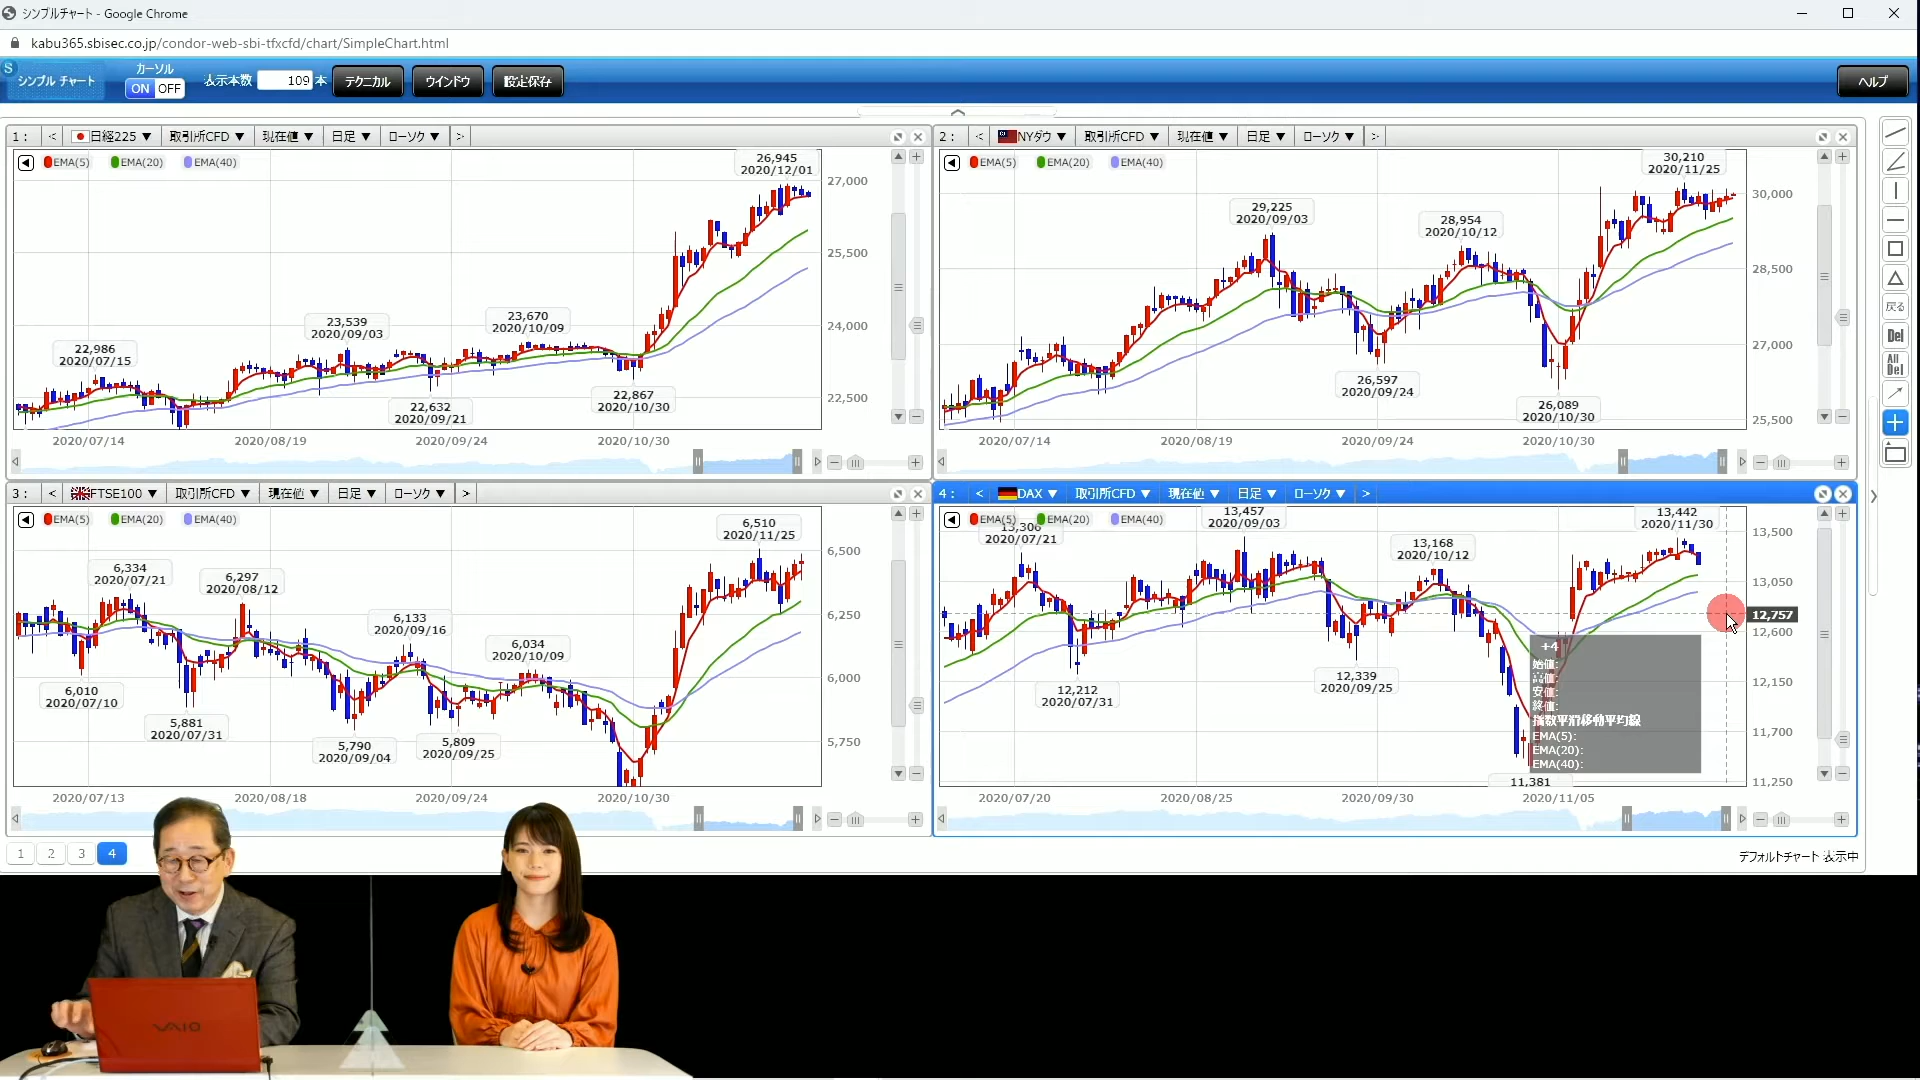 シンプルチャート - Google Chrome
kabu365.sbisec.co.jp/condor-web-sbi-tfxcfd/chart/SimpleChart.html
S シンプル チャート カーソル ON OFF 表示本数 109 本 テクニカル ウインドウ 設定保存 ヘルプ
1： < 日経225 ▼ 取引所CFD ▼ 現在値 ▼ 日足 ▼ ローソク ▼ >
EMA(5) EMA(20) EMA(40)
26,945
2020/12/01
23,539
2020/09/03
23,670
2020/10/09
22,986
2020/07/15
22,632
2020/09/21
22,867
2020/10/30
27,000
25,500
24,000
22,500
2020/07/14 2020/08/19 2020/09/24 2020/10/30
2： < NYダウ ▼ 取引所CFD ▼ 現在値 ▼ 日足 ▼ ローソク ▼ >
EMA(5) EMA(20) EMA(40)
30,210
2020/11/25
29,225
2020/09/03
28,954
2020/10/12
26,597
2020/09/24
26,089
2020/10/30
30,000
28,500
27,000
25,500
2020/07/14 2020/08/19 2020/09/24 2020/10/30
3： < FTSE100 ▼ 取引所CFD ▼ 現在値 ▼ 日足 ▼ ローソク ▼ >
EMA(5) EMA(20) EMA(40)
6,510
2020/11/25
6,334
2020/07/21
6,297
2020/08/12
6,133
2020/09/16
6,034
2020/10/09
6,010
2020/07/10
5,881
2020/07/31
5,790
2020/09/04
5,809
2020/09/25
6,500
6,250
6,000
5,750
2020/07/13 2020/08/18 2020/09/24 2020/10/30
4： < DAX ▼ 取引所CFD ▼ 現在値 ▼ 日足 ▼ ローソク ▼ >
EMA(5) EMA(20) EMA(40)
13,306
2020/07/21
13,457
2020/09/03
13,168
2020/10/12
13,442
2020/11/30
12,212
2020/07/31
12,339
2020/09/25
11,381
13,500
13,050
12,757
12,600
12,150
11,700
11,250
+4
始値:
高値:
安値:
終値:
指数平滑移動平均線
EMA(5):
EMA(20):
EMA(40):
2020/07/20 2020/08/25 2020/09/30 2020/11/05
戻る
Del
All
Del
1 2 3 4
デフォルトチャート 表示中
VAIO